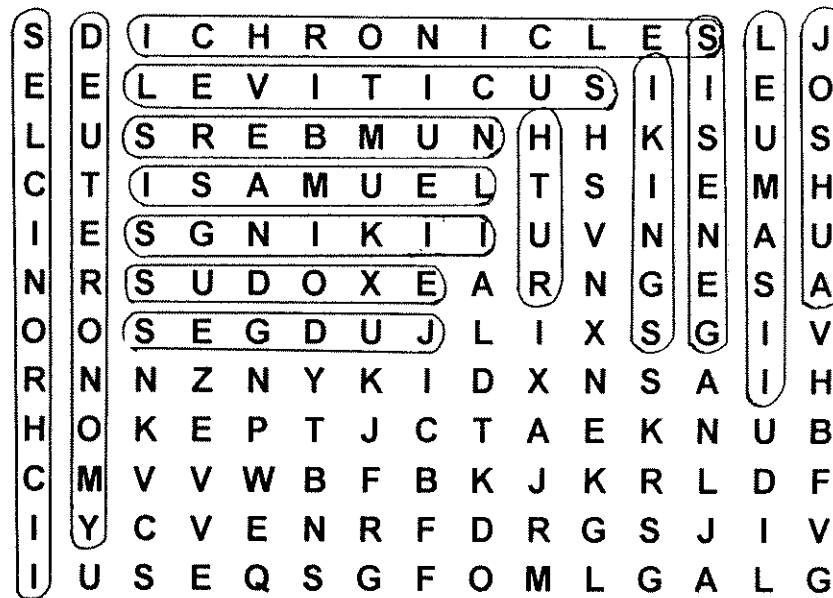 S D I C H R O N I C L E S L J
E E L E V I T I C U S I I E O
L U S R E B M U N H H K S U S
C T I S A M U E L T S I E M H
I E S G N I K I I U V N N A U
N R S U D O X E A R N G E S A
O O S E G D U J L I X S G I V
R N N Z N Y K I D X N S A I H
H O K E P T J C T A E K N U B
C M V V W B F B K J K R L D F
I Y C V E N R F D R G S J I V
I U S E Q S G F O M L G A L G